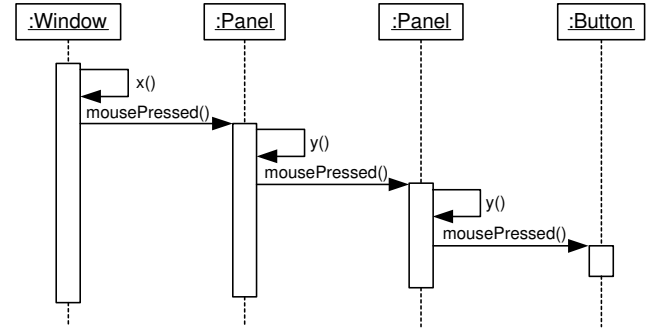 :Window
:Panel
:Panel
:Button
x()
mousePressed()
y()
mousePressed()
y()
mousePressed()